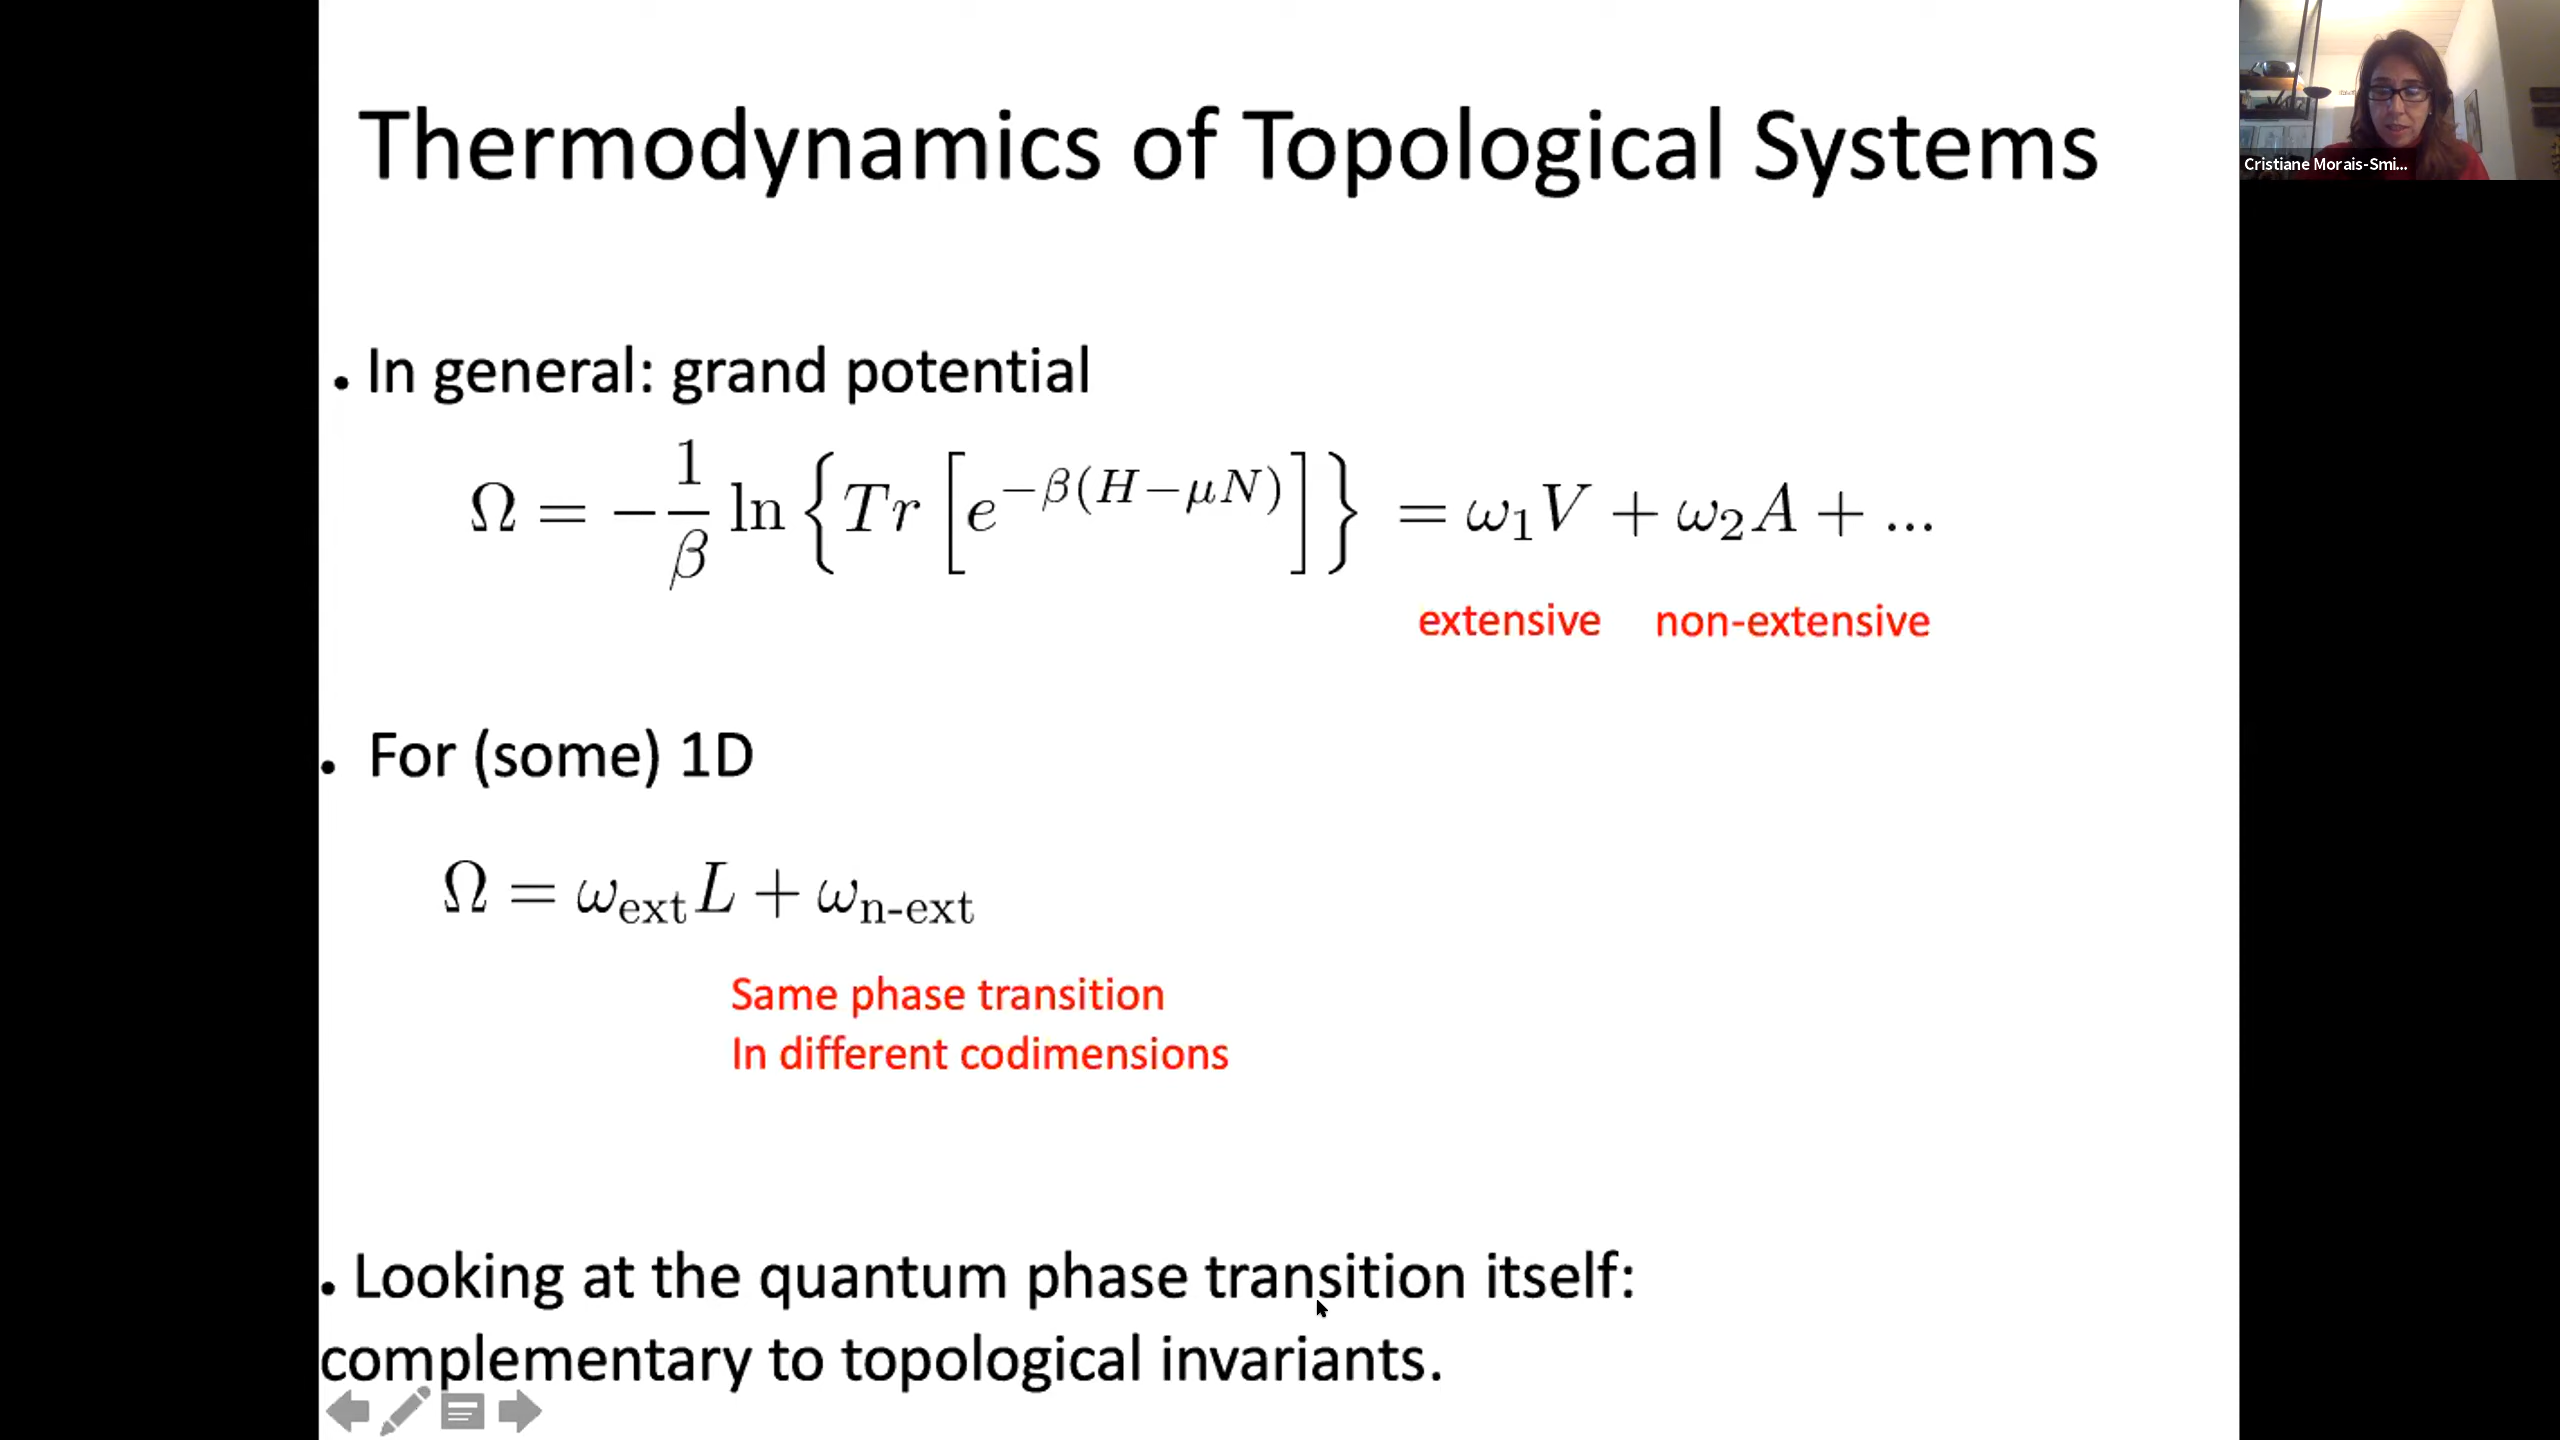 Thermodynamics of Topological Systems
Cristiane Morais-Smi...
• In general: grand potential
Ω = −1/β ln {Tr [e^{−β(H−μN)}]} = ω₁V + ω₂A + ...
extensive non-extensive
• For (some) 1D
Ω = ω_ext L + ω_n-ext
Same phase transition
In different codimensions
• Looking at the quantum phase transition itself:
complementary to topological invariants.